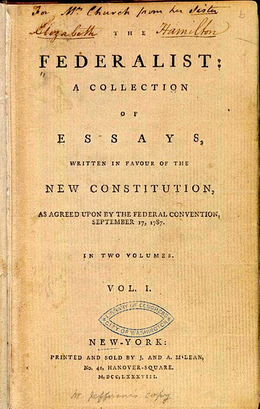 For Mrs Church from her Sister
Elizabeth Hamilton
THE
FEDERALIST:
A COLLECTION
OF
ESSAYS,
WRITTEN IN FAVOUR OF THE
NEW CONSTITUTION,
AS AGREED UPON BY THE FEDERAL CONVENTION,
SEPTEMBER 17, 1787.
IN TWO VOLUMES.
VOL. I.
LIBRARY OF CONGRESS
CITY OF WASHINGTON
NEW-YORK:
PRINTED AND SOLD BY J. AND A. M'LEAN,
No. 41, HANOVER-SQUARE.
M,DCC,LXXXVIII.
Jefferson's copy